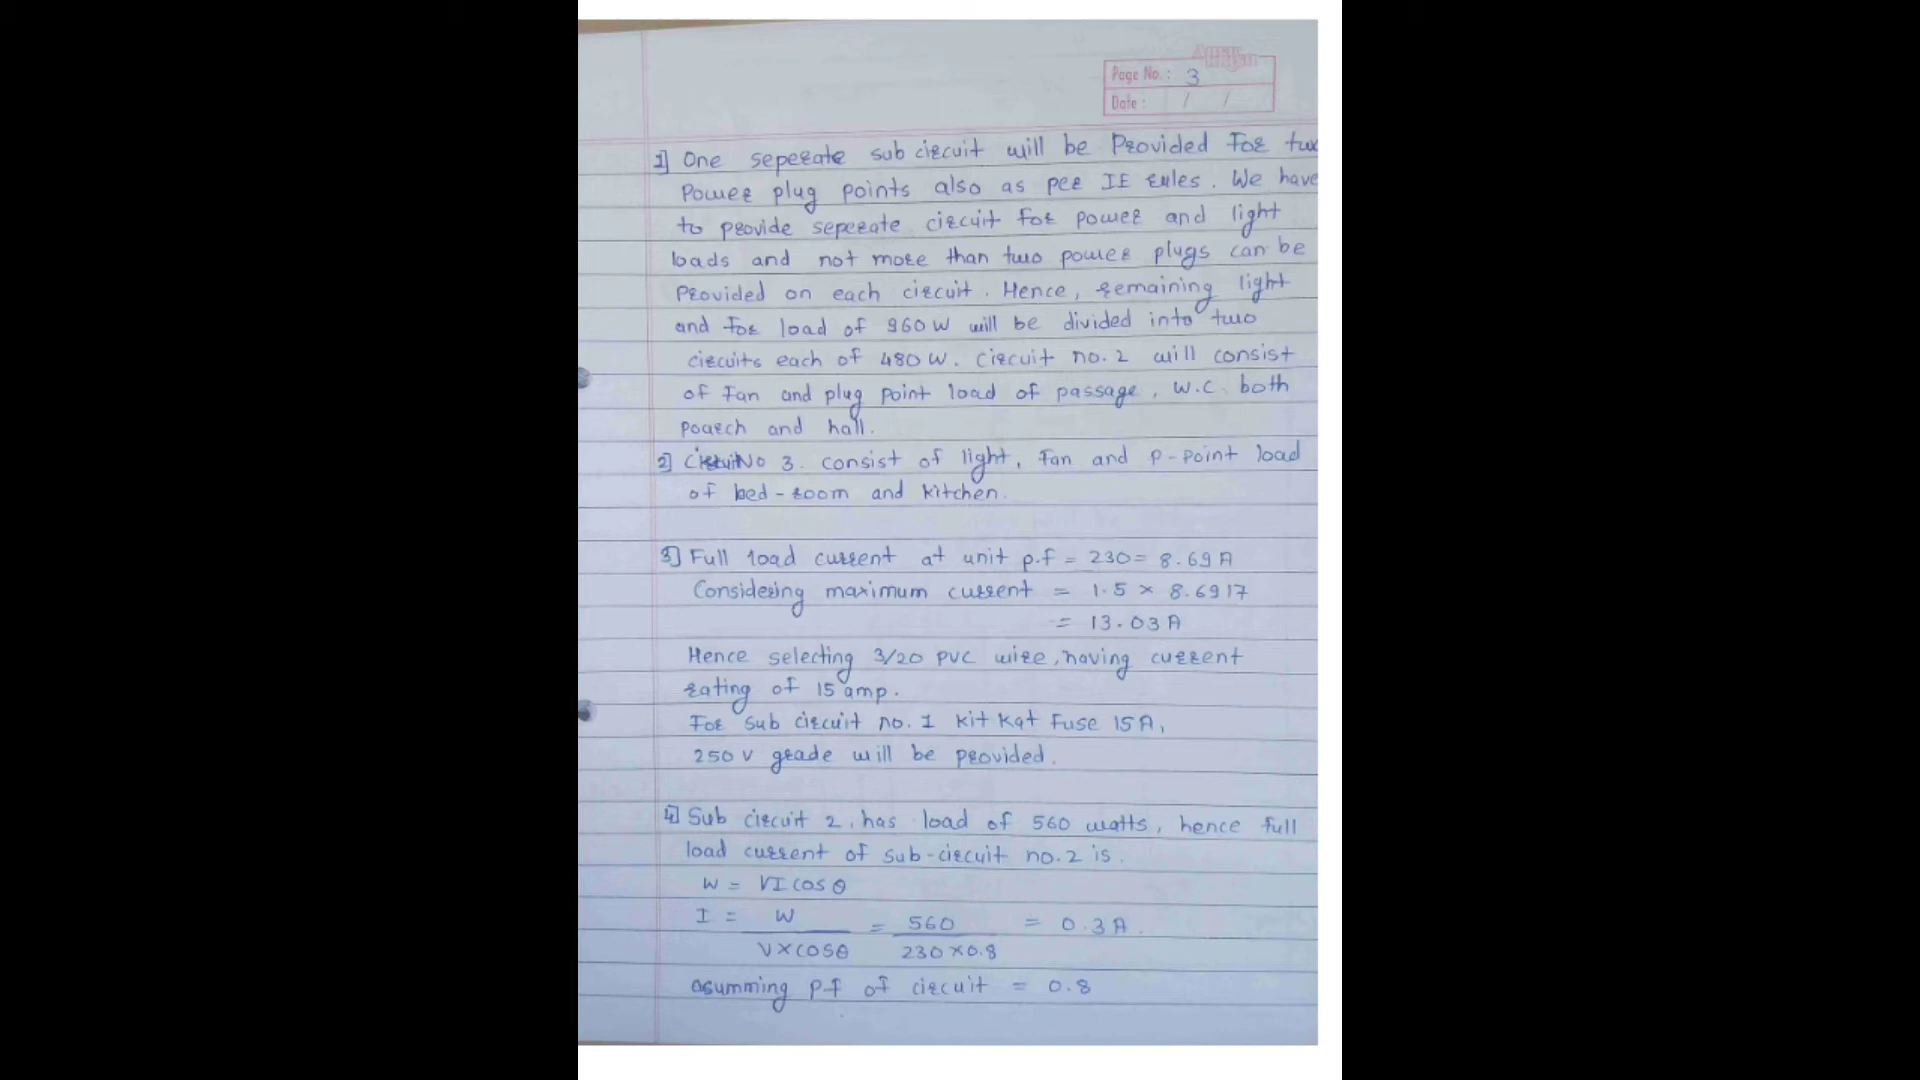 Page No. : 3
Date : / /
1] One seperate sub circuit will be Provided For two
Power plug points also as per IE rules. We have
to provide seperate circuit for power and light
loads and not more than two power plugs can be
Provided on each circuit. Hence, remaining light
and for load of 960 W will be divided into two
circuits each of 480 W. Circuit no. 2 will consist
of Fan and plug point load of passage, W.C. both
poarch and hall.
2] Circuit No 3. consist of light, Fan and p-point load
of bed-room and kitchen.
3] Full load current at unit p.f = 230 = 8.69 A
Considering maximum current = 1.5 × 8.6917
= 13.03 A
Hence selecting 3/20 PVC wire, having current
rating of 15 amp.
For sub circuit no. 1 kit kat Fuse 15 A,
250 V grade will be provided.
4] Sub circuit 2. has load of 560 watts, hence full
load current of sub-circuit no. 2 is.
W = VI cos θ
I = W / V×cosθ = 560 / 230×0.8 = 0.3 A.
asumming P.f of circuit = 0.8